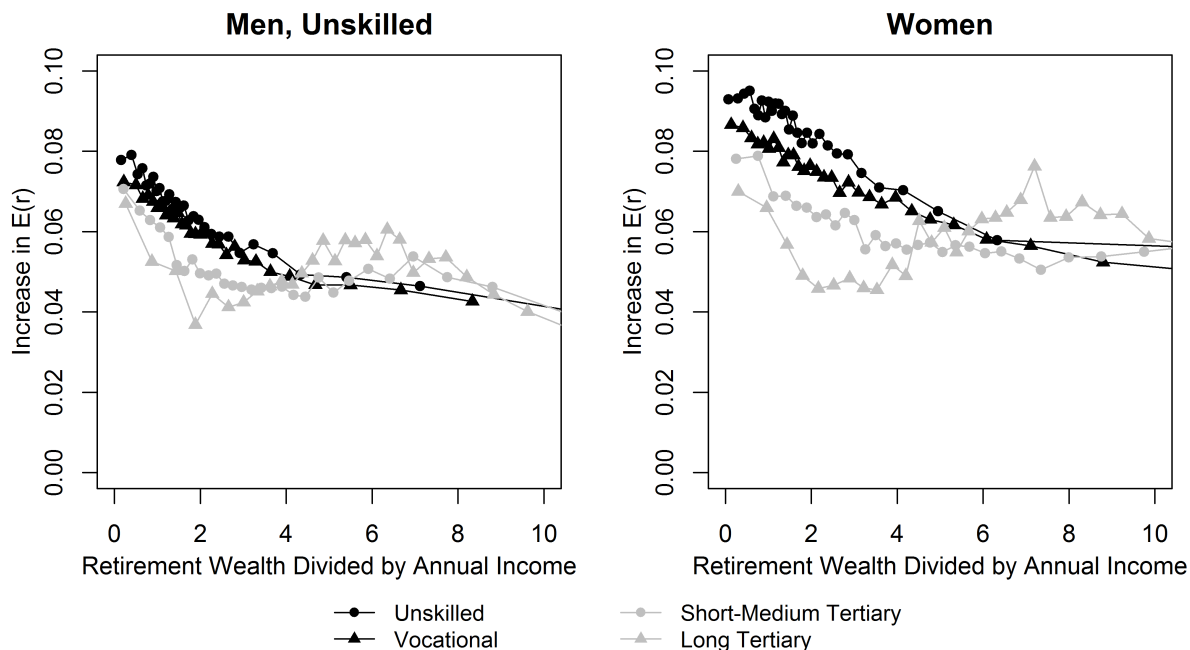 Men, Unskilled
Women
Increase in E(r)
0.10
0.08
0.06
0.04
0.02
0.00
0 2 4 6 8 10
Retirement Wealth Divided by Annual Income
Increase in E(r)
0.10
0.08
0.06
0.04
0.02
0.00
0 2 4 6 8 10
Retirement Wealth Divided by Annual Income
Unskilled
Vocational
Short-Medium Tertiary
Long Tertiary